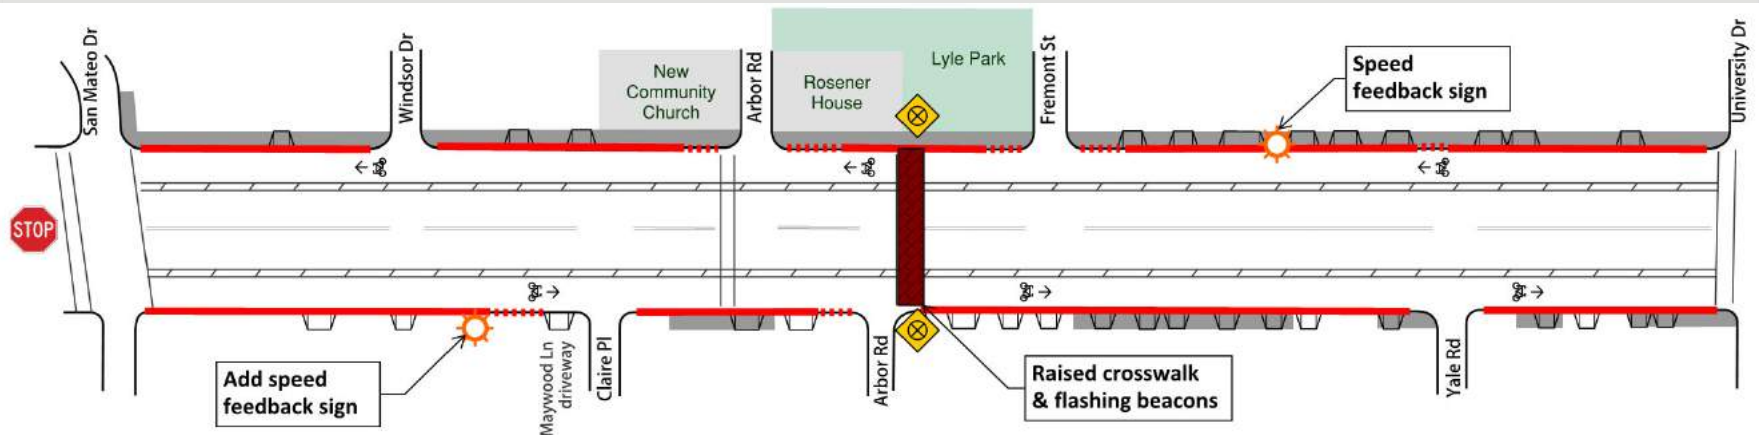 San Mateo Dr
Windsor Dr
New
Community
Church
Arbor Rd
Rosener
House
Lyle Park
Fremont St
Speed
feedback sign
University Dr
STOP
Add speed
feedback sign
Maywood Ln
driveway
Claire Pl
Arbor Rd
Raised crosswalk
& flashing beacons
Yale Rd